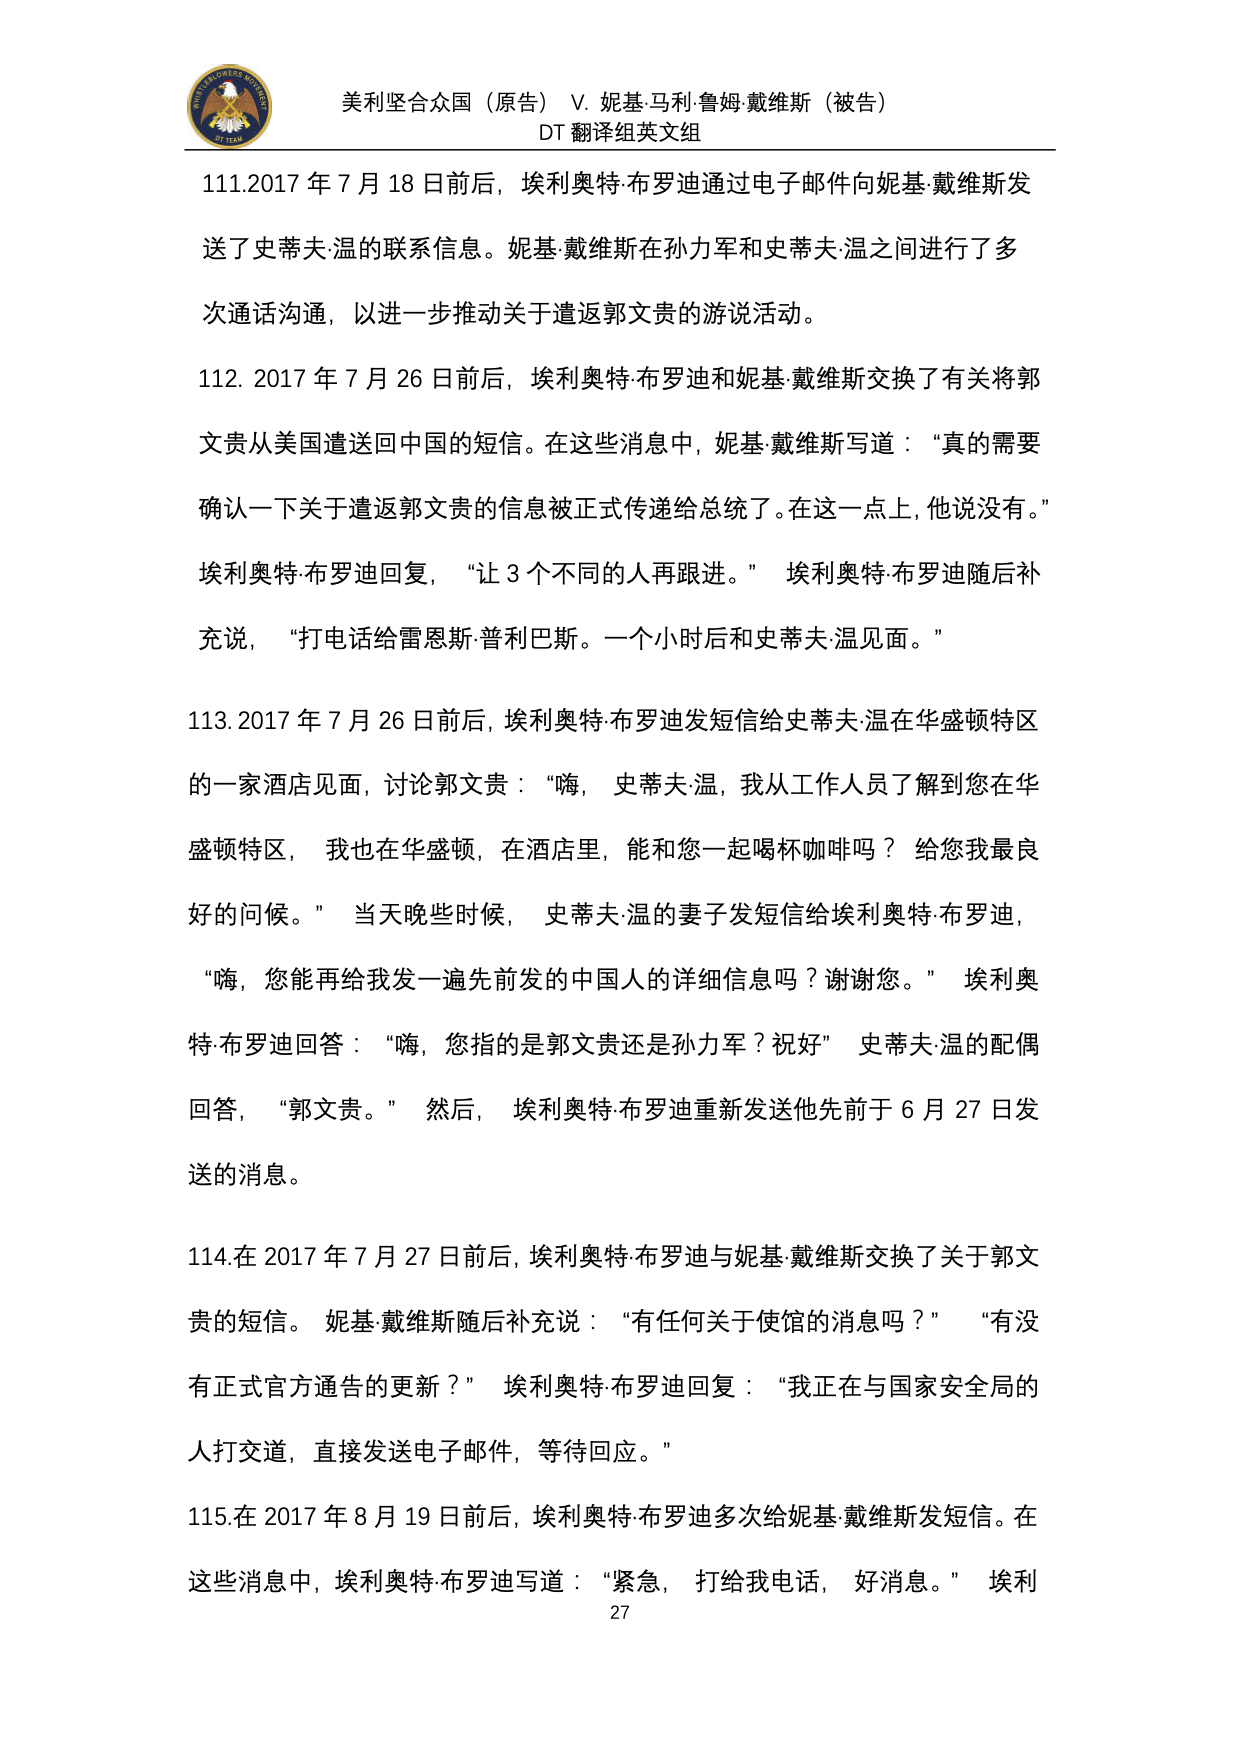 WHISTLEBLOWERS MOVEMENT
DT TEAM
美利坚合众国（原告） V. 妮基·马利·鲁姆·戴维斯（被告）
DT 翻译组英文组
111.2017 年 7 月 18 日前后，埃利奥特·布罗迪通过电子邮件向妮基·戴维斯发
送了史蒂夫·温的联系信息。妮基·戴维斯在孙力军和史蒂夫·温之间进行了多
次通话沟通，以进一步推动关于遣返郭文贵的游说活动。
112. 2017 年 7 月 26 日前后，埃利奥特·布罗迪和妮基·戴维斯交换了有关将郭
文贵从美国遣送回中国的短信。在这些消息中，妮基·戴维斯写道：“真的需要
确认一下关于遣返郭文贵的信息被正式传递给总统了。在这一点上，他说没有。”
埃利奥特·布罗迪回复， “让 3 个不同的人再跟进。” 埃利奥特·布罗迪随后补
充说， “打电话给雷恩斯·普利巴斯。一个小时后和史蒂夫·温见面。”
113. 2017 年 7 月 26 日前后，埃利奥特·布罗迪发短信给史蒂夫·温在华盛顿特区
的一家酒店见面，讨论郭文贵：“嗨， 史蒂夫·温，我从工作人员了解到您在华
盛顿特区， 我也在华盛顿，在酒店里，能和您一起喝杯咖啡吗？ 给您我最良
好的问候。” 当天晚些时候， 史蒂夫·温的妻子发短信给埃利奥特·布罗迪，
“嗨，您能再给我发一遍先前发的中国人的详细信息吗？谢谢您。” 埃利奥
特·布罗迪回答：“嗨，您指的是郭文贵还是孙力军？祝好” 史蒂夫·温的配偶
回答， “郭文贵。” 然后， 埃利奥特·布罗迪重新发送他先前于 6 月 27 日发
送的消息。
114.在 2017 年 7 月 27 日前后，埃利奥特·布罗迪与妮基·戴维斯交换了关于郭文
贵的短信。 妮基·戴维斯随后补充说：“有任何关于使馆的消息吗？” “有没
有正式官方通告的更新？” 埃利奥特·布罗迪回复：“我正在与国家安全局的
人打交道，直接发送电子邮件，等待回应。”
115.在 2017 年 8 月 19 日前后，埃利奥特·布罗迪多次给妮基·戴维斯发短信。在
这些消息中，埃利奥特·布罗迪写道：“紧急， 打给我电话， 好消息。” 埃利
27